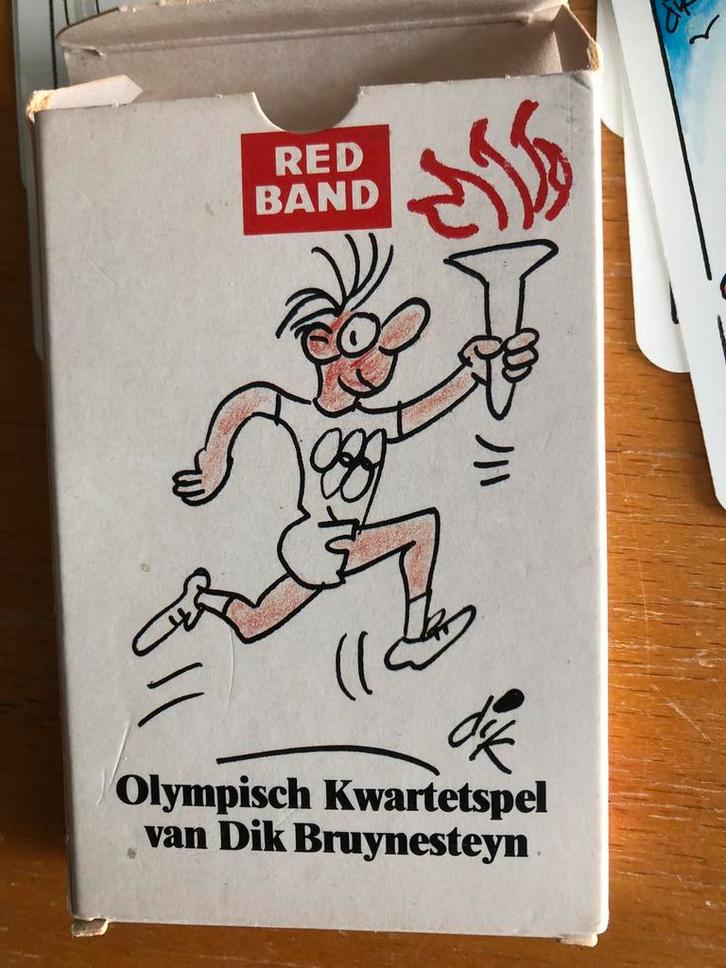 RED
BAND
dik
Olympisch Kwartetspel
van Dik Bruynesteyn